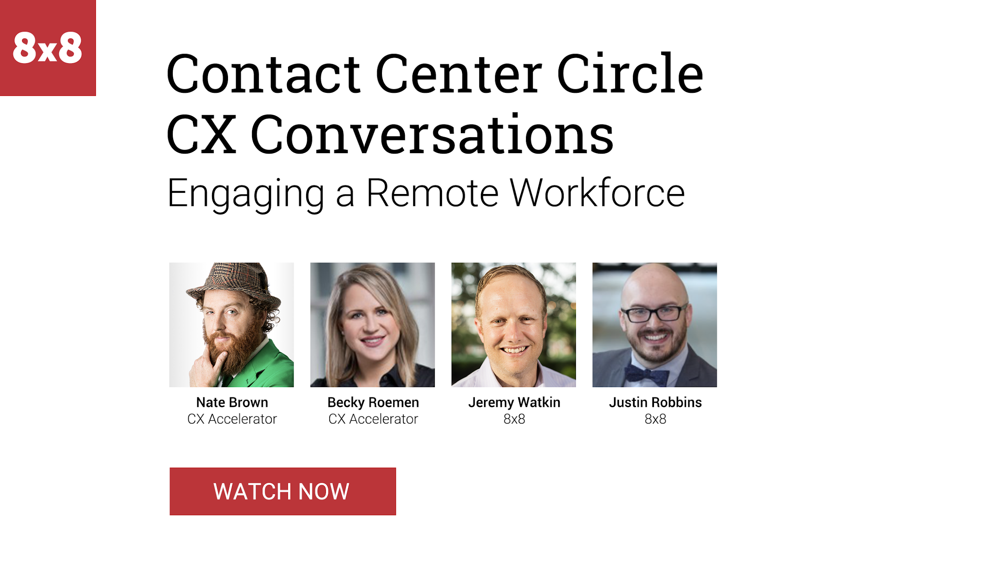 8x8
Contact Center Circle
CX Conversations
Engaging a Remote Workforce
Nate Brown
CX Accelerator
Becky Roemen
CX Accelerator
Jeremy Watkin
8x8
Justin Robbins
8x8
WATCH NOW